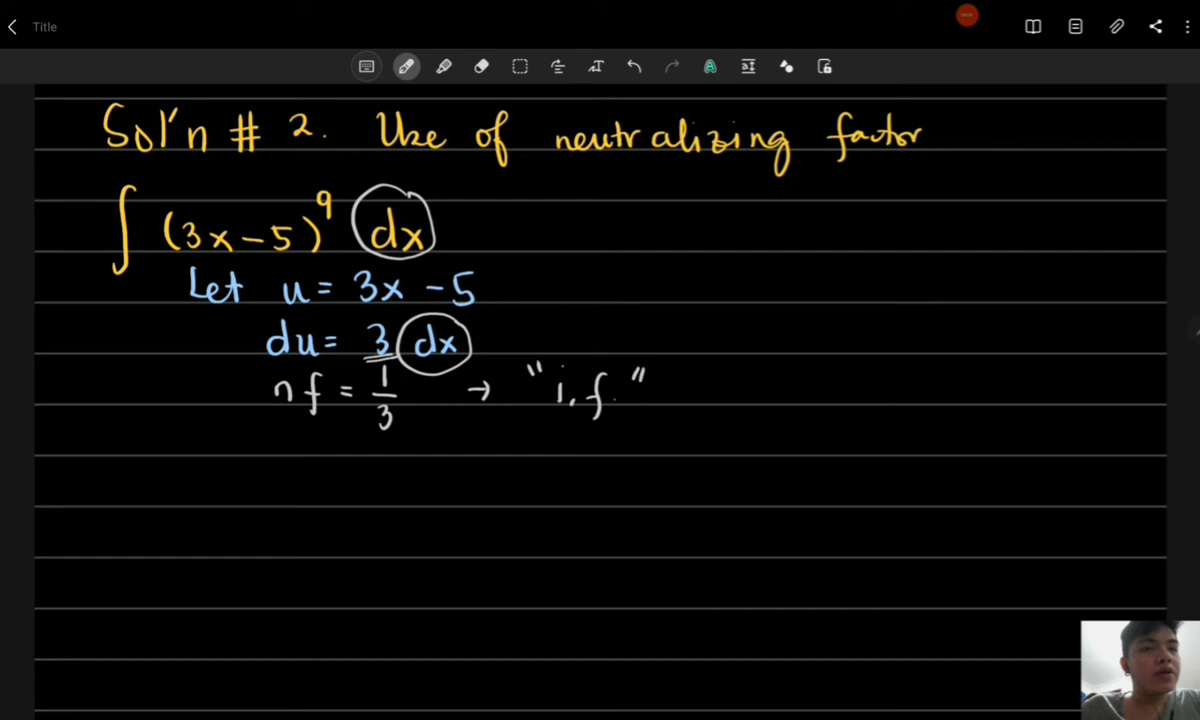 Title
Sol'n # 2. Use of neutralizing factor
∫ (3x-5)⁹ dx
Let u = 3x - 5
du = 3 dx
nf = 1/3 → "i.f."